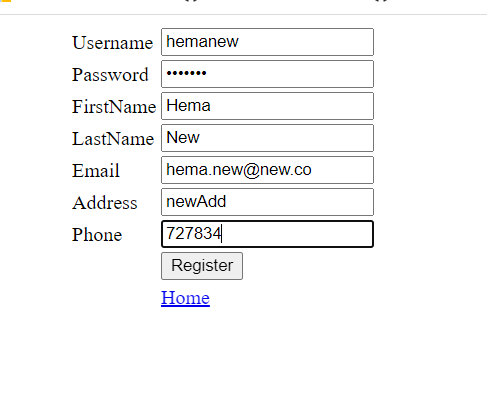 Username hemanew
Password •••••••
FirstName Hema
LastName New
Email hema.new@new.co
Address newAdd
Phone 727834
Register
Home